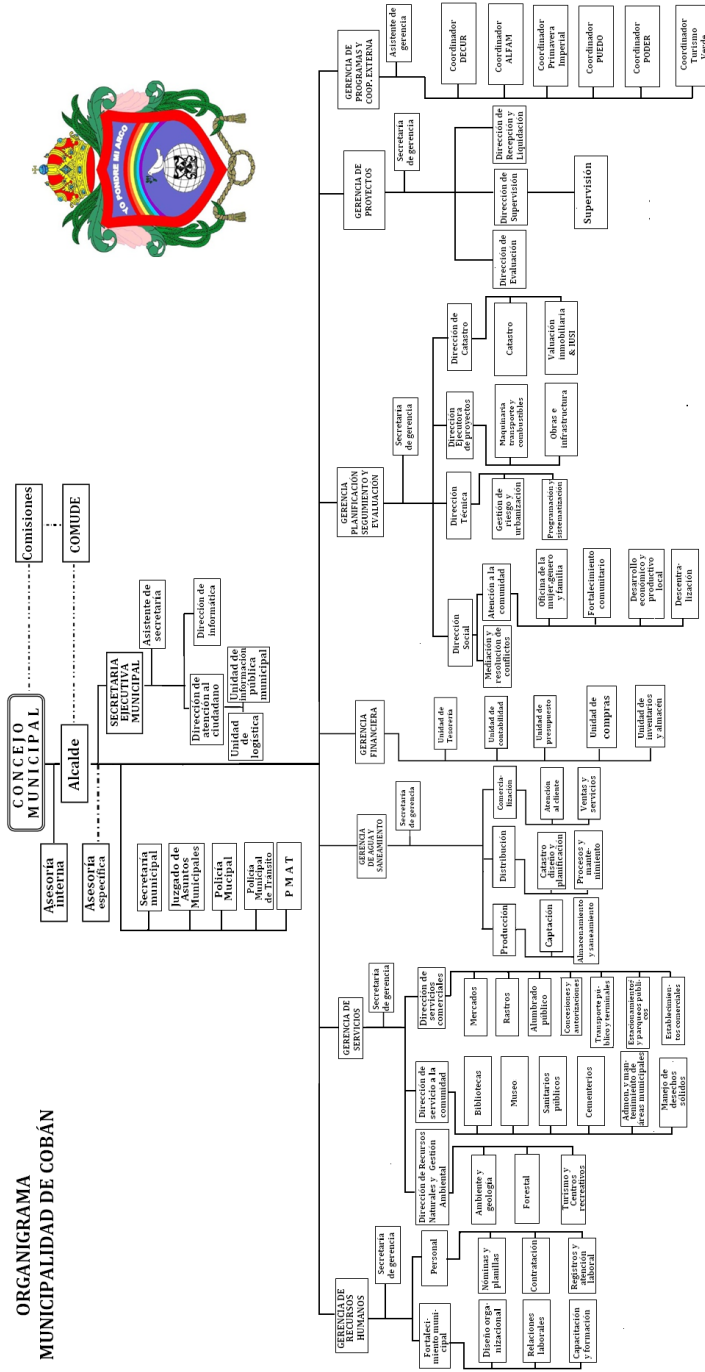 ORGANIGRAMA
MUNICIPALIDAD DE COBÁN
CONCEJO
MUNICIPAL
Comisiones
Asesoría
interna
Alcalde
COMUDE
Asesoría
especifica
YO PONDRE MI ARCO
SECRETARIA
EJECUTIVA
MUNICIPAL
Asistente de
secretaria
Dirección de
atención al
ciudadano
Dirección de
informática
Unidad
de
logística
Unidad de
información
pública
municipal
Secretaría
municipal
Juzgado de
Asuntos
Municipales
Policía
Mucipal
Policía
Municipal
de Tránsito
P M A T
GERENCIA DE
RECURSOS
HUMANOS
Secretaría
de gerencia
Fortaleci-
miento muni-
cipal
Diseño orga-
nizacional
Relaciones
laborales
Capacitación
y formación
Personal
Nóminas y
planillas
Contratación
Registros y
atención
laboral
GERENCIA DE
SERVICIOS
Secretaría
de gerencia
Dirección de Recursos
Naturales y Gestión
Ambiental
Ambiente y
geología
Forestal
Turismo y
Centros
recreativos
Dirección de
servicio a la
comunidad
Bibliotecas
Museo
Sanitarios
públicos
Cementerios
Admon. y man-
tenimiento de
áreas municipales
Manejo de
desechos
sólidos
Dirección de
servicios
comerciales
Mercados
Rastros
Alumbrado
público
Concesiones y
autorizaciones
Transporte pú-
blico y terminales
Estacionamientos
y parqueos públi-
cos
Establecimien-
tos comerciales
GERENCIA
DE AGUA Y
SANEAMIENTO
Secretaría
de gerencia
Producción
Captación
Almacenamiento
y saneamiento
Distribución
Catastro
diseño y
planificación
Procesos y
mante-
nimiento
Comercia-
lización
Atención
al cliente
Ventas y
servicios
GERENCIA
FINANCIERA
Unidad de
Tesorería
Unidad de
contabilidad
Unidad de
presupuesto
Unidad de
compras
Unidad de
inventarios
y almacén
GERENCIA
PLANIFICACIÓN
SEGUIMIENTO Y
EVALUACIÓN
Secretaría
de gerencia
Dirección
Social
Mediación y
resolución de
conflictos
Atención a la
comunidad
Oficina de la
mujer, genero
y familia
Fortalecimiento
comunitario
Desarrollo
económico y
productivo
local
Descentra-
lización
Dirección
Técnica
Gestión de
riesgo y
urbanización
Programación y
sistematización
Dirección
Ejecutora
de proyectos
Maquinaria
transporte y
combustibles
Obras e
infrastructura
Dirección de
Catastro
Catastro
Valuación
inmobiliaria
& IUSI
GERENCIA DE
PROYECTOS
Secretaría
de gerencia
Dirección de
Evaluación
Dirección de
Supervisión
Dirección de
Recepción y
Liquidación
Supervisión
GERENCIA DE
PROGRAMAS Y
COOP. EXTERNA
Asistente de
gerencia
Coordinador
DECUR
Coordinador
ALFAM
Coordinador
Primavera
Imperial
Coordinador
PUEDO
Coordinador
PODER
Coordinador
Turismo
Verde